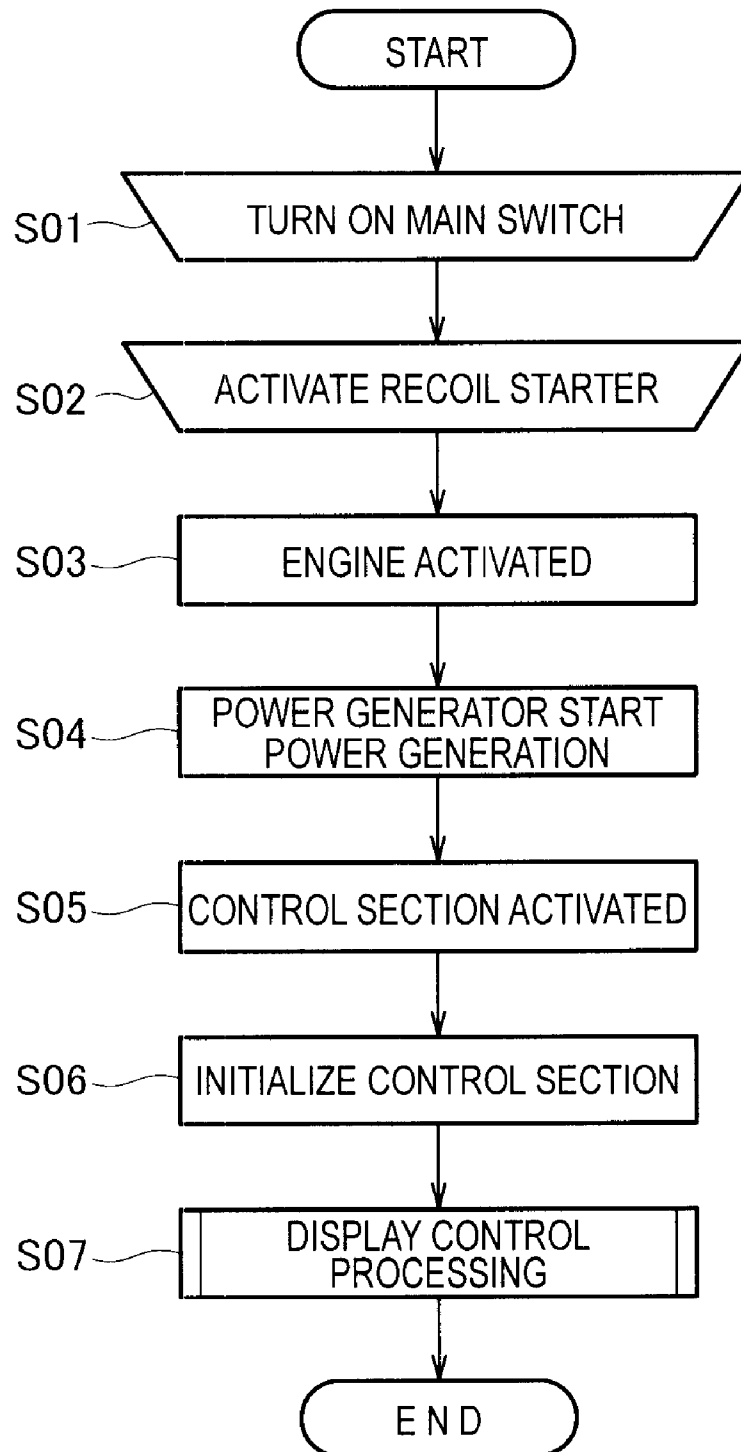 START
S01
TURN ON MAIN SWITCH
S02
ACTIVATE RECOIL STARTER
S03
ENGINE ACTIVATED
S04
POWER GENERATOR START
POWER GENERATION
S05
CONTROL SECTION ACTIVATED
S06
INITIALIZE CONTROL SECTION
S07
DISPLAY CONTROL
PROCESSING
END